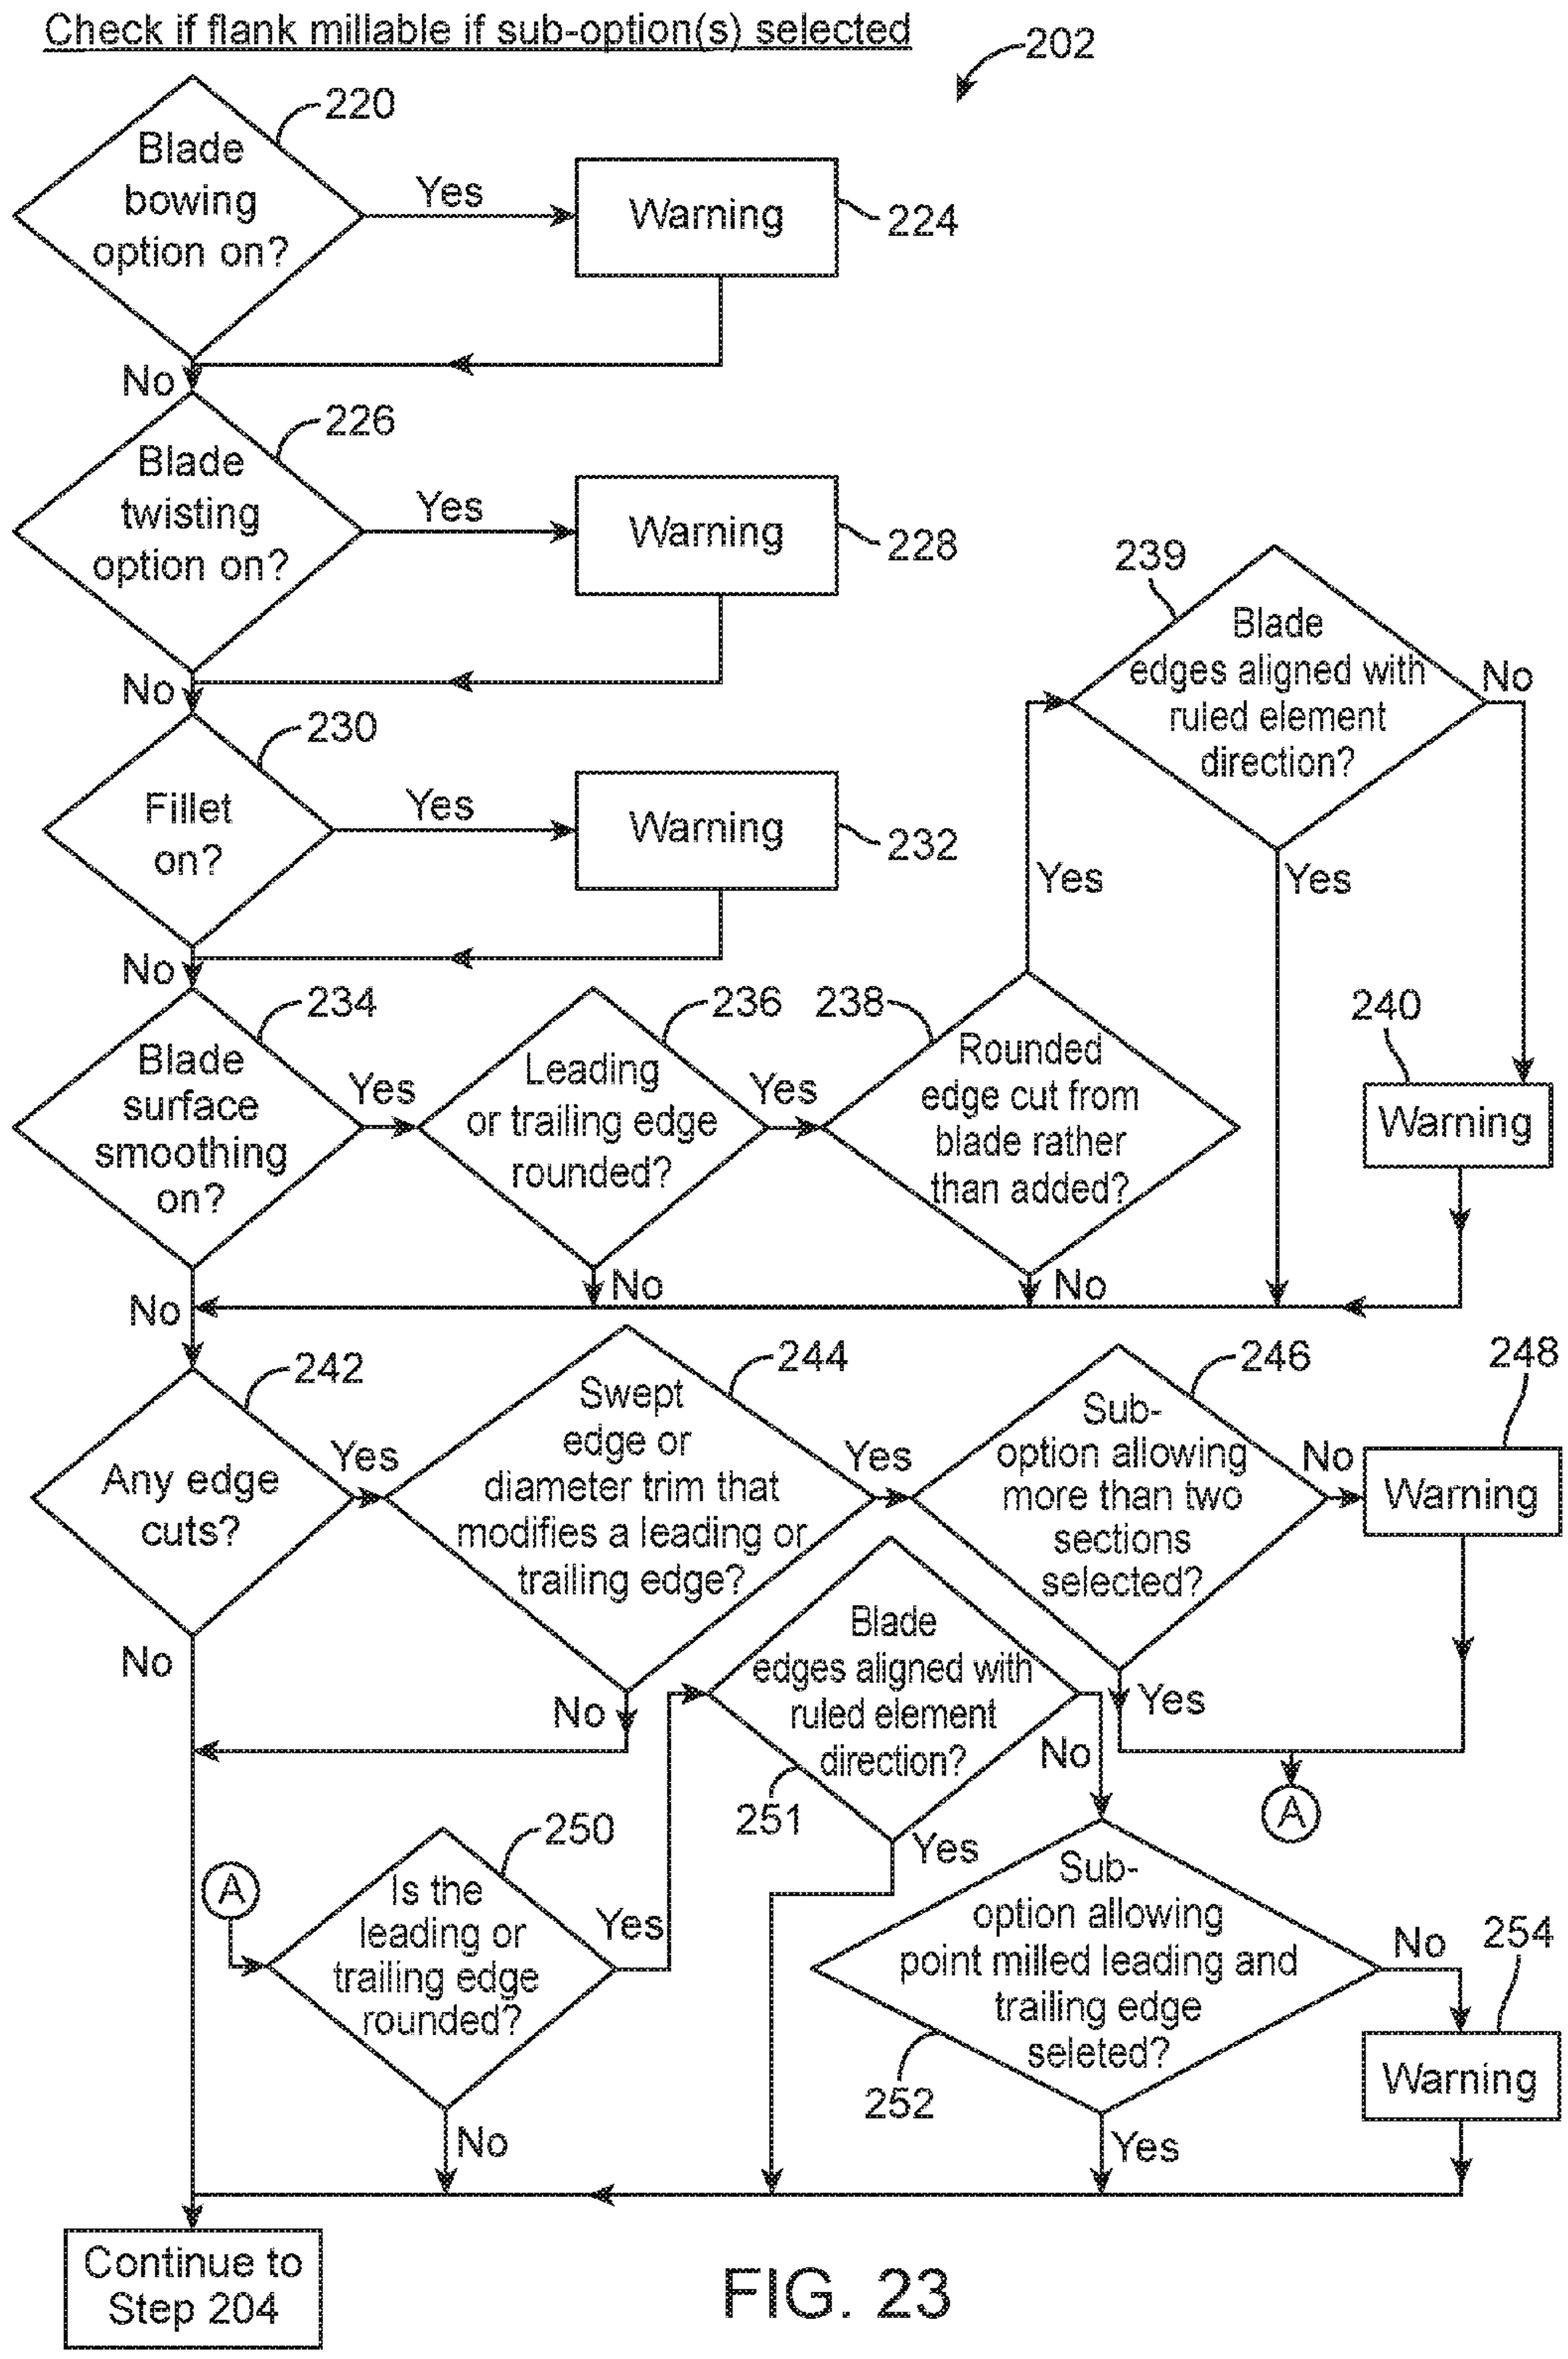 Check if flank millable if sub-option(s) selected
202
220
Blade
bowing
option on?
Yes
Warning
224
No
226
Blade
twisting
option on?
Yes
Warning
228
No
230
Fillet
on?
Yes
Warning
232
No
239
Blade
edges aligned with
ruled element
direction?
No
Yes
Yes
234
Blade
surface
smoothing
on?
Yes
236
Leading
or trailing edge
rounded?
Yes
238
Rounded
edge cut from
blade rather
than added?
240
Warning
No
No
No
242
Any edge
cuts?
Yes
244
Swept
edge or
diameter trim that
modifies a leading or
trailing edge?
Yes
246
Sub-
option allowing
more than two
sections
selected?
No
248
Warning
No
No
Yes
A
Blade
edges aligned with
ruled element
direction?
251
No
Yes
A
250
Is the
leading or
trailing edge
rounded?
Yes
No
Sub-
option allowing
point milled leading and
trailing edge
seleted?
252
No
254
Warning
Yes
Continue to
Step 204
FIG. 23